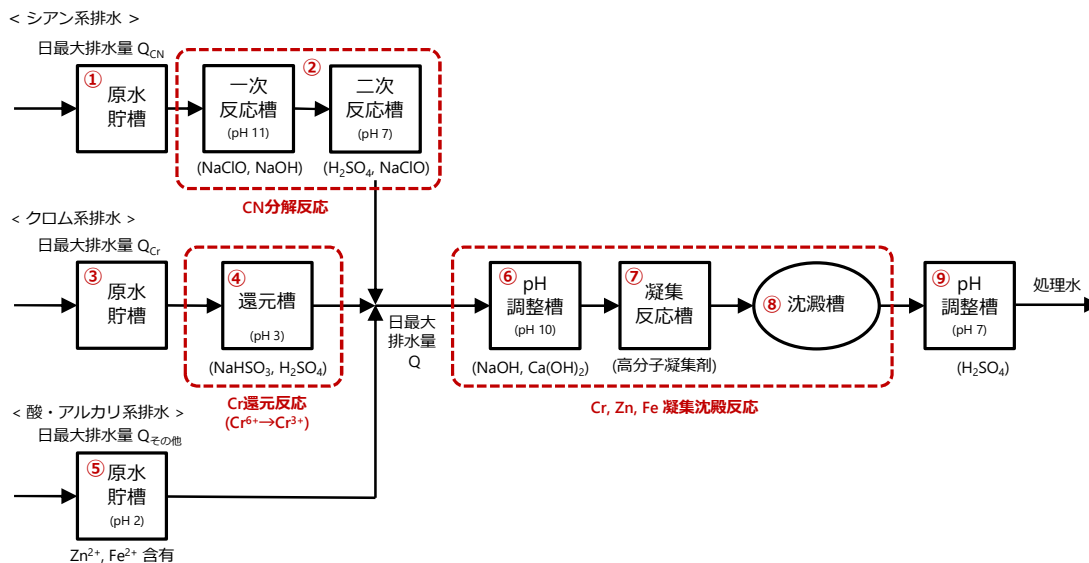 < シアン系排水 >
日最大排水量 Q_CN
①
原水
貯槽
②
一次
反応槽
(pH 11)
二次
反応槽
(pH 7)
(NaClO, NaOH)
(H₂SO₄, NaClO)
CN分解反応
< クロム系排水 >
日最大排水量 Q_Cr
③
原水
貯槽
④
還元槽
(pH 3)
(NaHSO₃, H₂SO₄)
Cr還元反応
(Cr⁶⁺→Cr³⁺)
日最大
排水量
Q
⑥
pH
調整槽
(pH 10)
(NaOH, Ca(OH)₂)
⑦
凝集
反応槽
(高分子凝集剤)
⑧
沈澱槽
Cr, Zn, Fe 凝集沈殿反応
⑨
pH
調整槽
(pH 7)
(H₂SO₄)
処理水
< 酸・アルカリ系排水 >
日最大排水量 Q_その他
⑤
原水
貯槽
(pH 2)
Zn²⁺, Fe²⁺ 含有